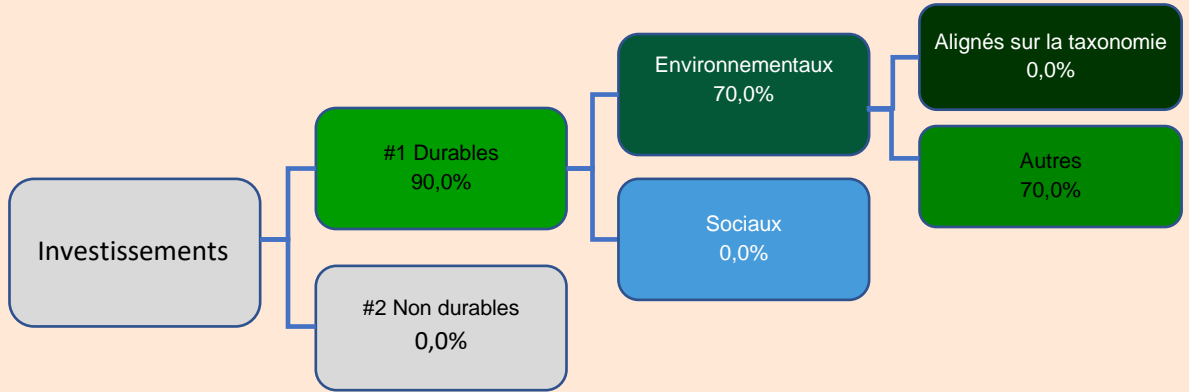 Investissements
#1 Durables
90,0%
#2 Non durables
0,0%
Environnementaux
70,0%
Sociaux
0,0%
Alignés sur la taxonomie
0,0%
Autres
70,0%